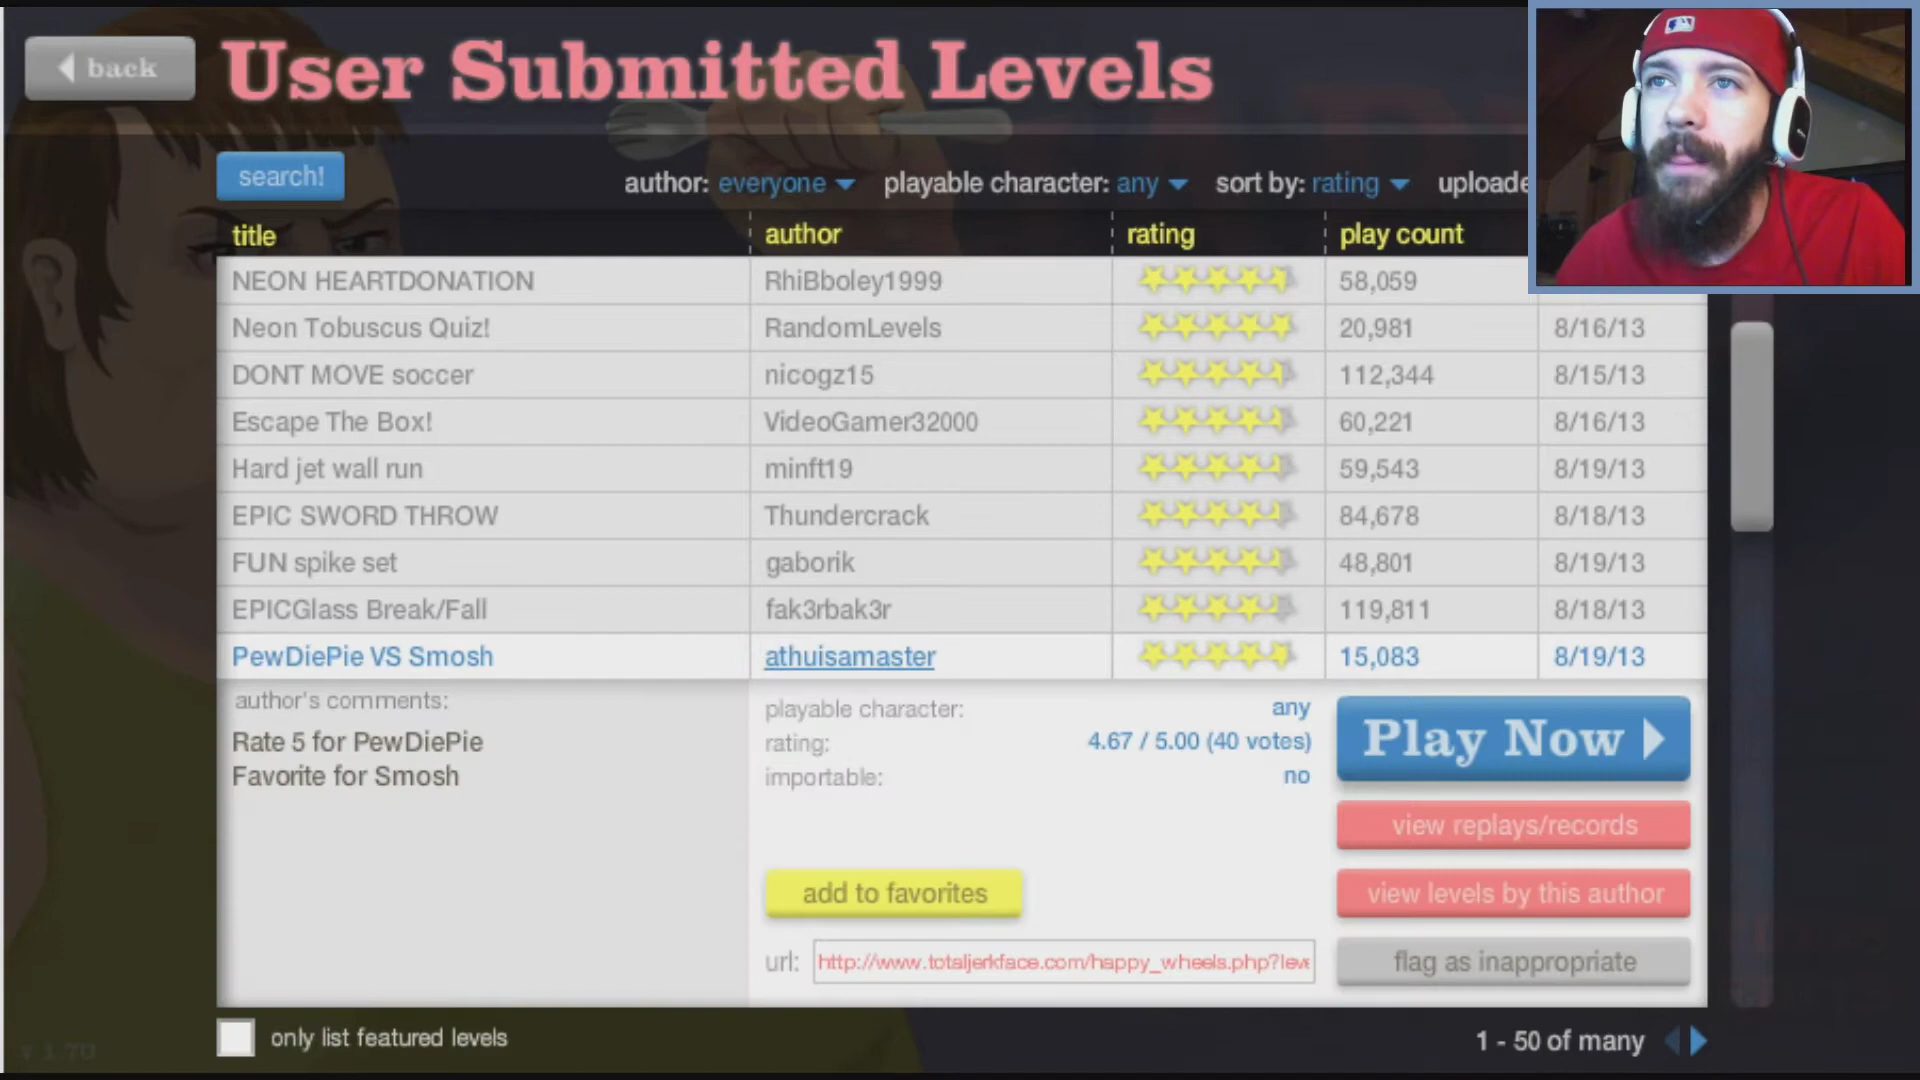 back
User Submitted Levels
search!
author: everyone playable character: any sort by: rating uploade
title author rating play count
NEON HEARTDONATION RhiBboley1999 58,059
Neon Tobuscus Quiz! RandomLevels 20,981 8/16/13
DONT MOVE soccer nicogz15 112,344 8/15/13
Escape The Box! VideoGamer32000 60,221 8/16/13
Hard jet wall run minft19 59,543 8/19/13
EPIC SWORD THROW Thundercrack 84,678 8/18/13
FUN spike set gaborik 48,801 8/19/13
EPICGlass Break/Fall fak3rbak3r 119,811 8/18/13
PewDiePie VS Smosh athuisamaster 15,083 8/19/13
author's comments:
Rate 5 for PewDiePie
Favorite for Smosh
playable character: any
rating: 4.67 / 5.00 (40 votes)
importable: no
add to favorites
url: http://www.totaljerkface.com/happy_wheels.php?leve
Play Now
view replays/records
view levels by this author
flag as inappropriate
only list featured levels
1 - 50 of many
v 1.70